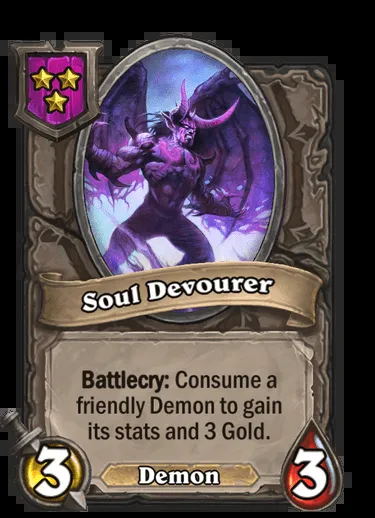 Soul Devourer
Battlecry: Consume a
friendly Demon to gain
its stats and 3 Gold.
3
Demon
3